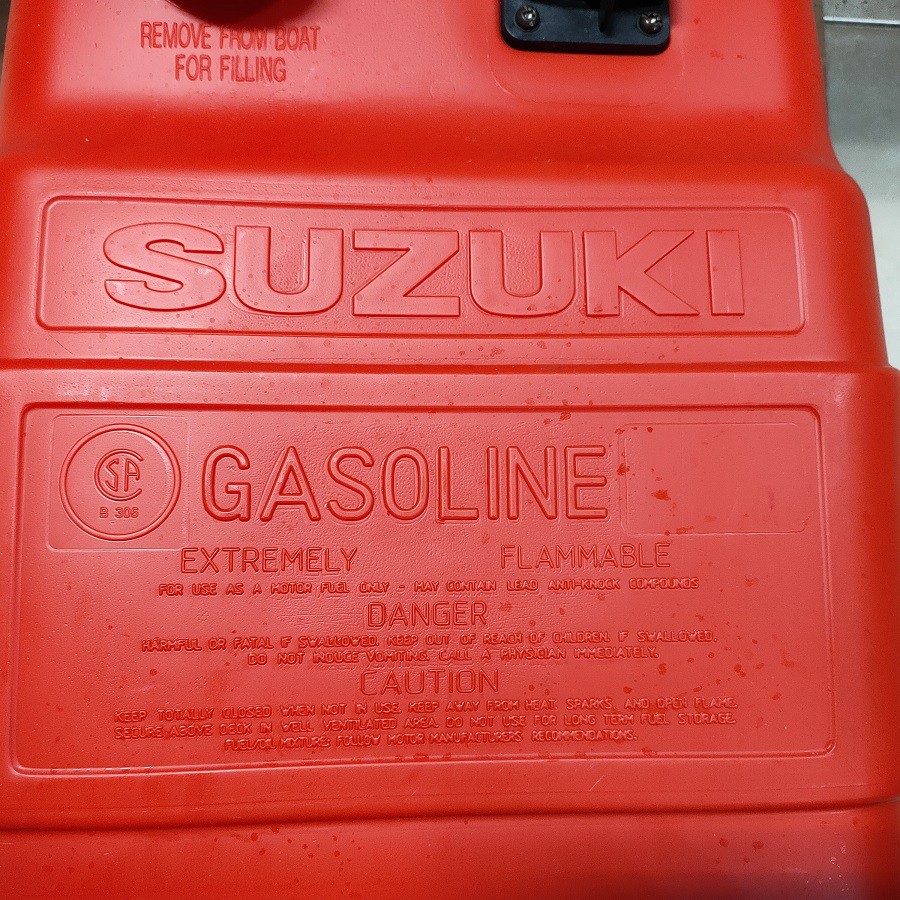 REMOVE FROM BOAT
FOR FILLING
SUZUKI
CSA
B 306
GASOLINE
EXTREMELY FLAMMABLE
FOR USE AS A MOTOR FUEL ONLY - MAY CONTAIN LEAD ANTI-KNOCK COMPOUNDS
DANGER
HARMFUL OR FATAL IF SWALLOWED. KEEP OUT OF REACH OF CHILDREN. IF SWALLOWED,
DO NOT INDUCE VOMITING. CALL A PHYSICIAN IMMEDIATELY.
CAUTION
KEEP TOTALLY CLOSED WHEN NOT IN USE. KEEP AWAY FROM HEAT, SPARKS, AND OPEN FLAME.
SECURE ABOVE DECK IN WELL VENTILATED AREA. DO NOT USE FOR LONG TERM FUEL STORAGE.
FUEL/OIL MIXTURE: FOLLOW MOTOR MANUFACTURERS RECOMMENDATIONS.